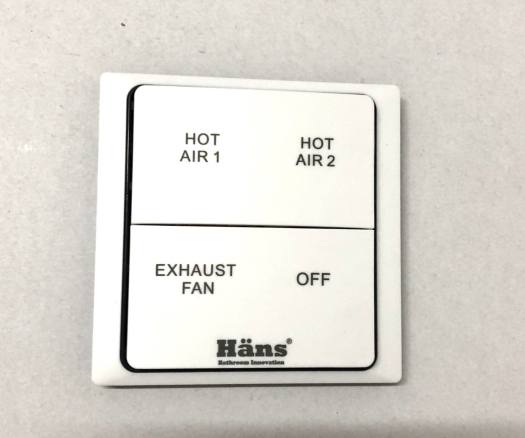 HOT
AIR 1
HOT
AIR 2
EXHAUST
FAN
OFF
Häns®
Bathroom Innovation